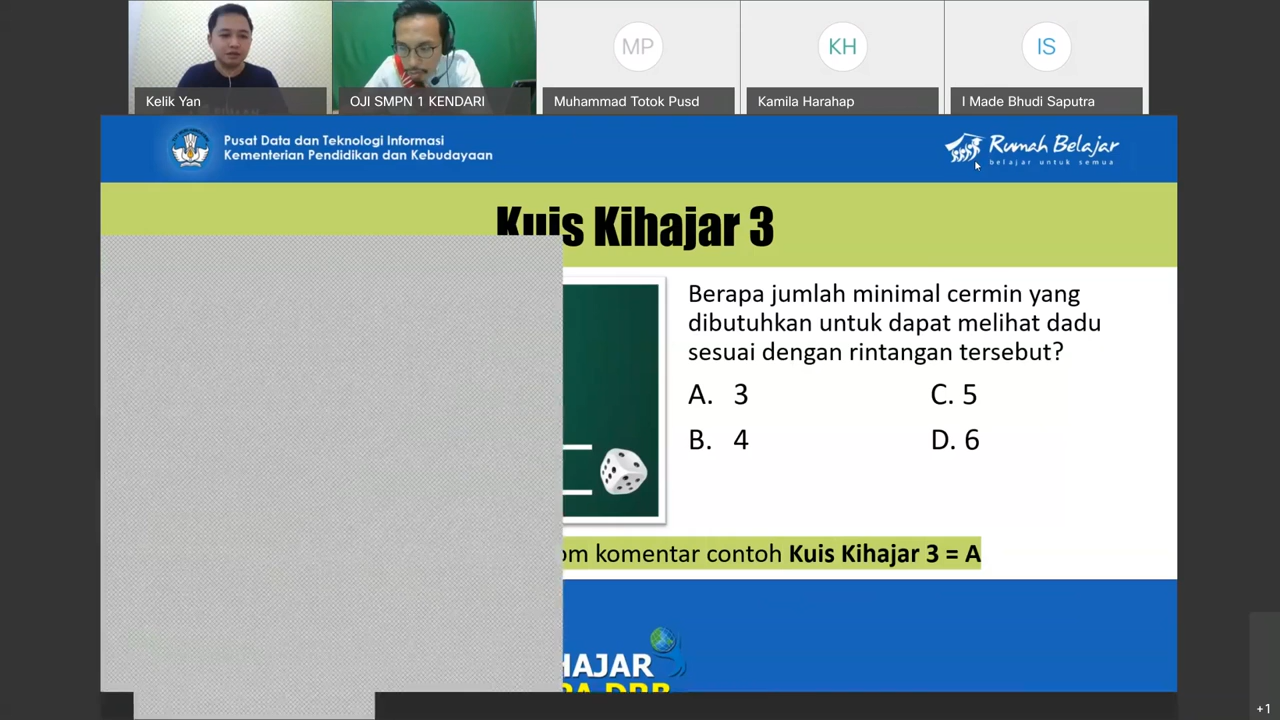 MP
KH
IS
Kelik Yan
OJI SMPN 1 KENDARI
Muhammad Totok Pusd
Kamila Harahap
I Made Bhudi Saputra
Pusat Data dan Teknologi Informasi
Kementerian Pendidikan dan Kebudayaan
Rumah Belajar
belajar untuk semua
Kuis Kihajar 3
Berapa jumlah minimal cermin yang
dibutuhkan untuk dapat melihat dadu
sesuai dengan rintangan tersebut?
A. 3
C. 5
B. 4
D. 6
komentar contoh Kuis Kihajar 3 = A
+1